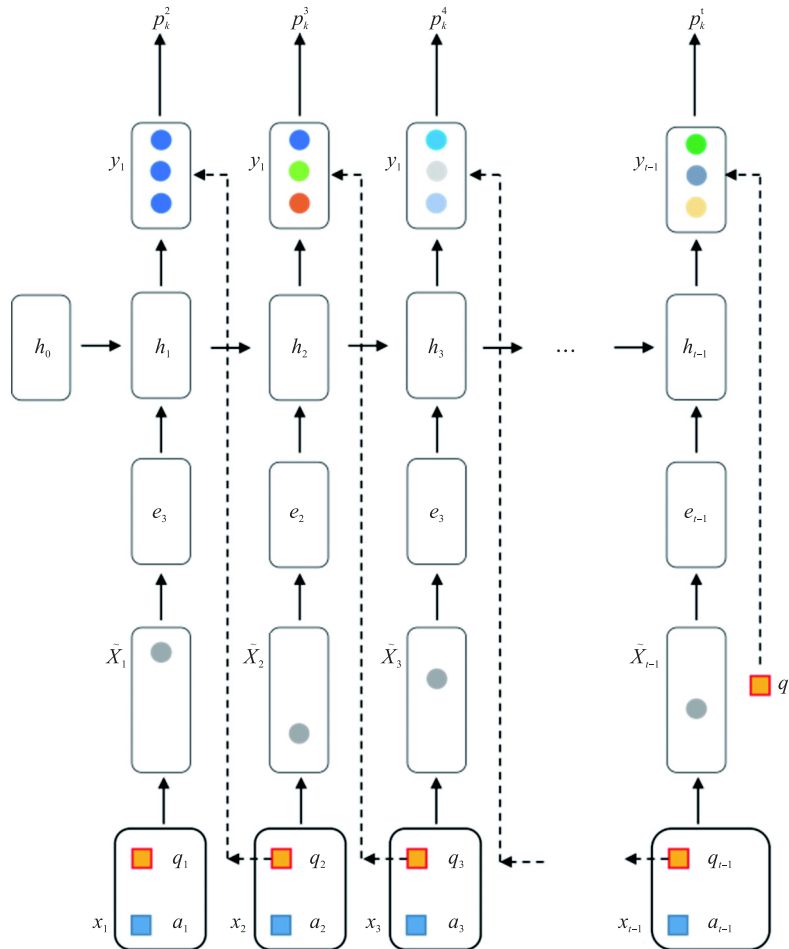 p_k^2 p_k^3 p_k^4 p_k^t
y_1 y_1 y_1 y_{t-1}
h_0 h_1 h_2 h_3 ... h_{t-1}
e_3 e_2 e_3 e_{t-1}
X̃_1 X̃_2 X̃_3 X̃_{t-1}
q
q_1 q_2 q_3 q_{t-1}
x_1 a_1 x_2 a_2 x_3 a_3 x_{t-1} a_{t-1}